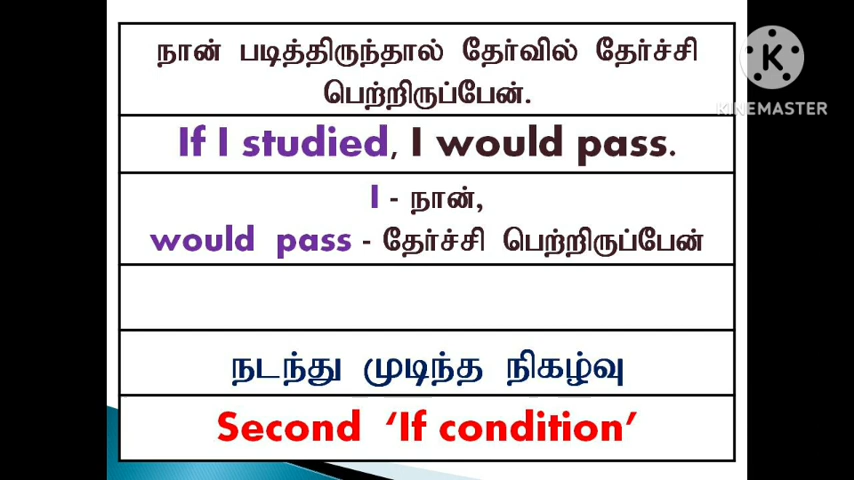 நான் படித்திருந்தால் தேர்வில் தேர்ச்சி
பெற்றிருப்பேன்.
KINEMASTER
If I studied, I would pass.
I - நான்,
would pass - தேர்ச்சி பெற்றிருப்பேன்
நடந்து முடிந்த நிகழ்வு
Second ‘If condition’